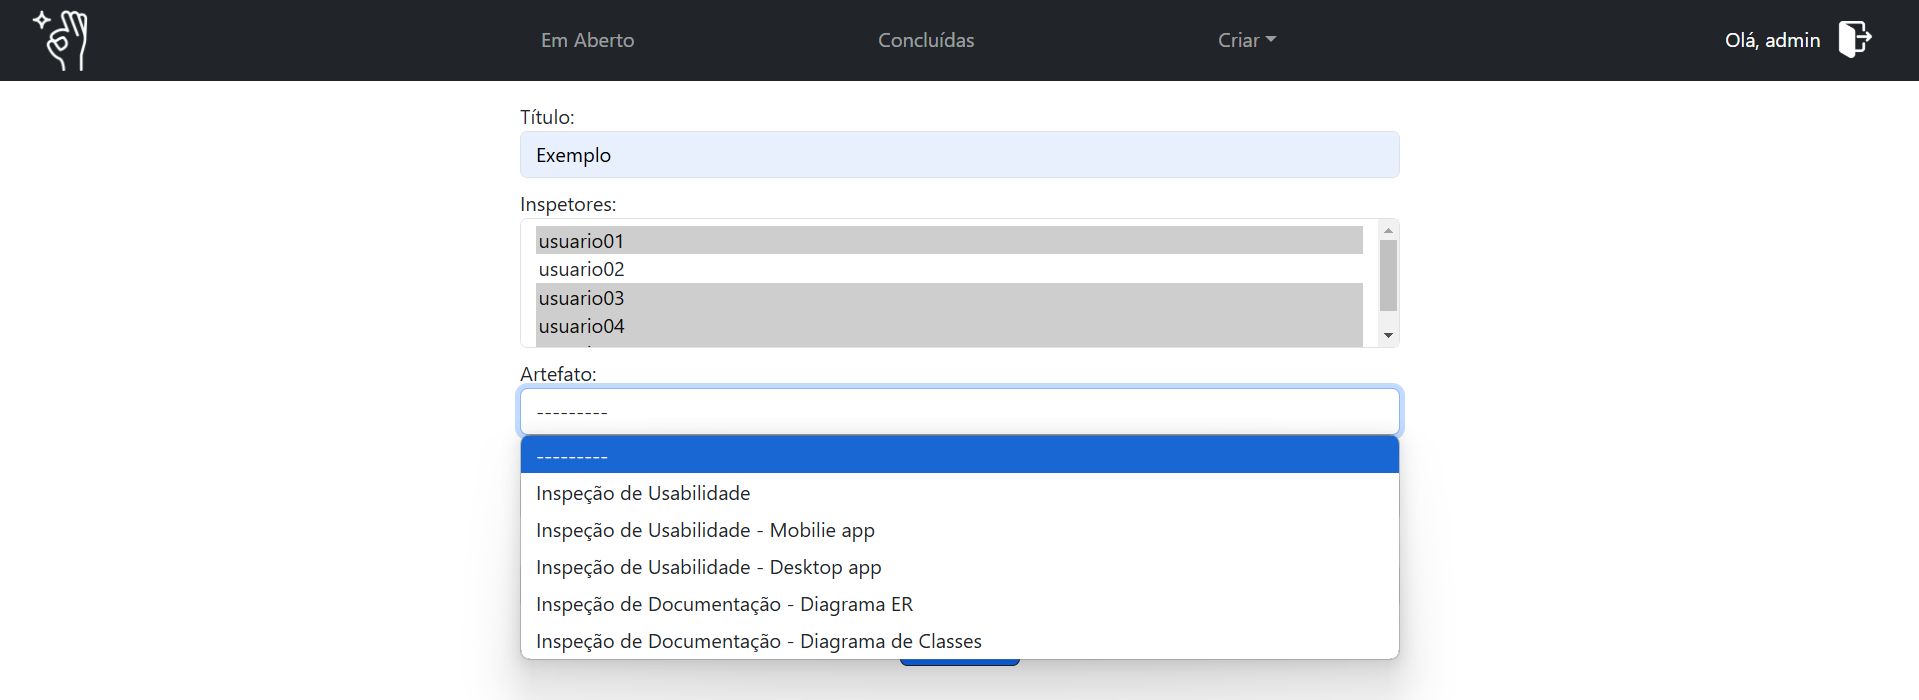 Em Aberto
Concluídas
Criar
Olá, admin
Título:
Exemplo
Inspetores:
usuario01
usuario02
usuario03
usuario04
Artefato:
---------
---------
Inspeção de Usabilidade
Inspeção de Usabilidade - Mobilie app
Inspeção de Usabilidade - Desktop app
Inspeção de Documentação - Diagrama ER
Inspeção de Documentação - Diagrama de Classes